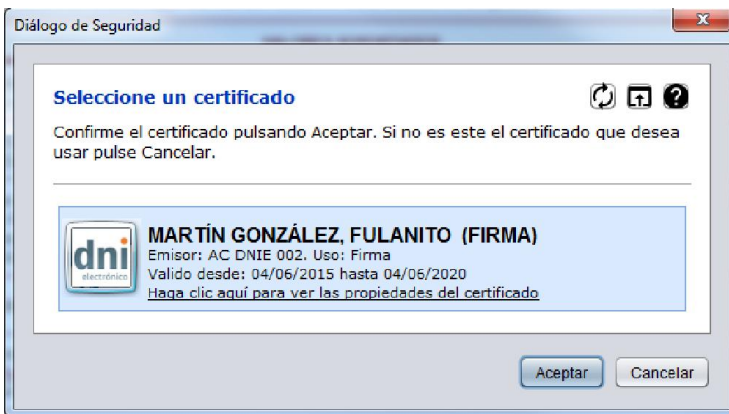 Diálogo de Seguridad
Seleccione un certificado
Confirme el certificado pulsando Aceptar. Si no es este el certificado que desea
usar pulse Cancelar.
dni
electrónico
MARTÍN GONZÁLEZ, FULANITO (FIRMA)
Emisor: AC DNIE 002. Uso: Firma
Valido desde: 04/06/2015 hasta 04/06/2020
Haga clic aquí para ver las propiedades del certificado
Aceptar
Cancelar